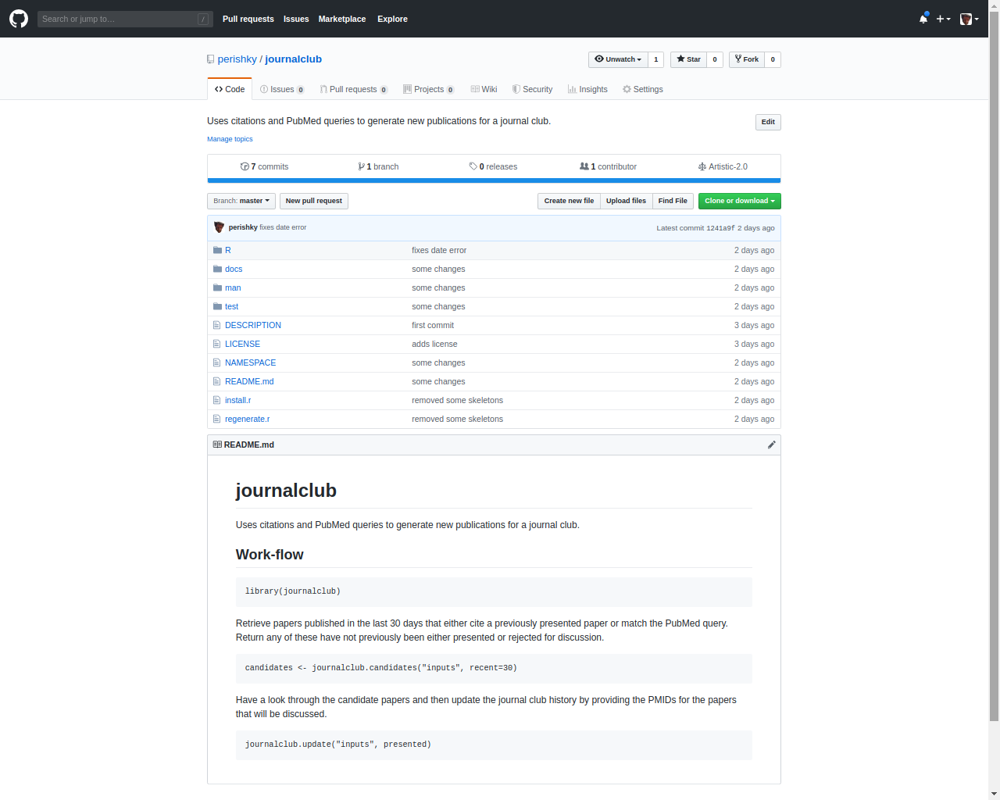 Search or jump to… /
Pull requests Issues Marketplace Explore
perishky / journalclub
Unwatch 1 Star 0 Fork 0
Code Issues 0 Pull requests 0 Projects 0 Wiki Security Insights Settings
Uses citations and PubMed queries to generate new publications for a journal club.
Edit
Manage topics
7 commits 1 branch 0 releases 1 contributor Artistic-2.0
Branch: master New pull request Create new file Upload files Find File Clone or download
perishky fixes date error Latest commit 1241a9f 2 days ago
R fixes date error 2 days ago
docs some changes 2 days ago
man some changes 2 days ago
test some changes 2 days ago
DESCRIPTION first commit 3 days ago
LICENSE adds license 3 days ago
NAMESPACE some changes 2 days ago
README.md some changes 2 days ago
install.r removed some skeletons 2 days ago
regenerate.r removed some skeletons 2 days ago
README.md
journalclub
Uses citations and PubMed queries to generate new publications for a journal club.
Work-flow
library(journalclub)
Retrieve papers published in the last 30 days that either cite a previously presented paper or match the PubMed query.
Return any of these have not previously been either presented or rejected for discussion.
candidates <- journalclub.candidates("inputs", recent=30)
Have a look through the candidate papers and then update the journal club history by providing the PMIDs for the papers
that will be discussed.
journalclub.update("inputs", presented)